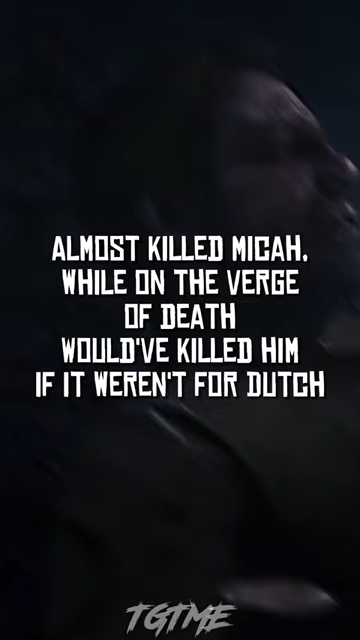 ALMOST KILLED MICAH,
WHILE ON THE VERGE
OF DEATH
WOULD'VE KILLED HIM
IF IT WEREN'T FOR DUTCH
TGTME